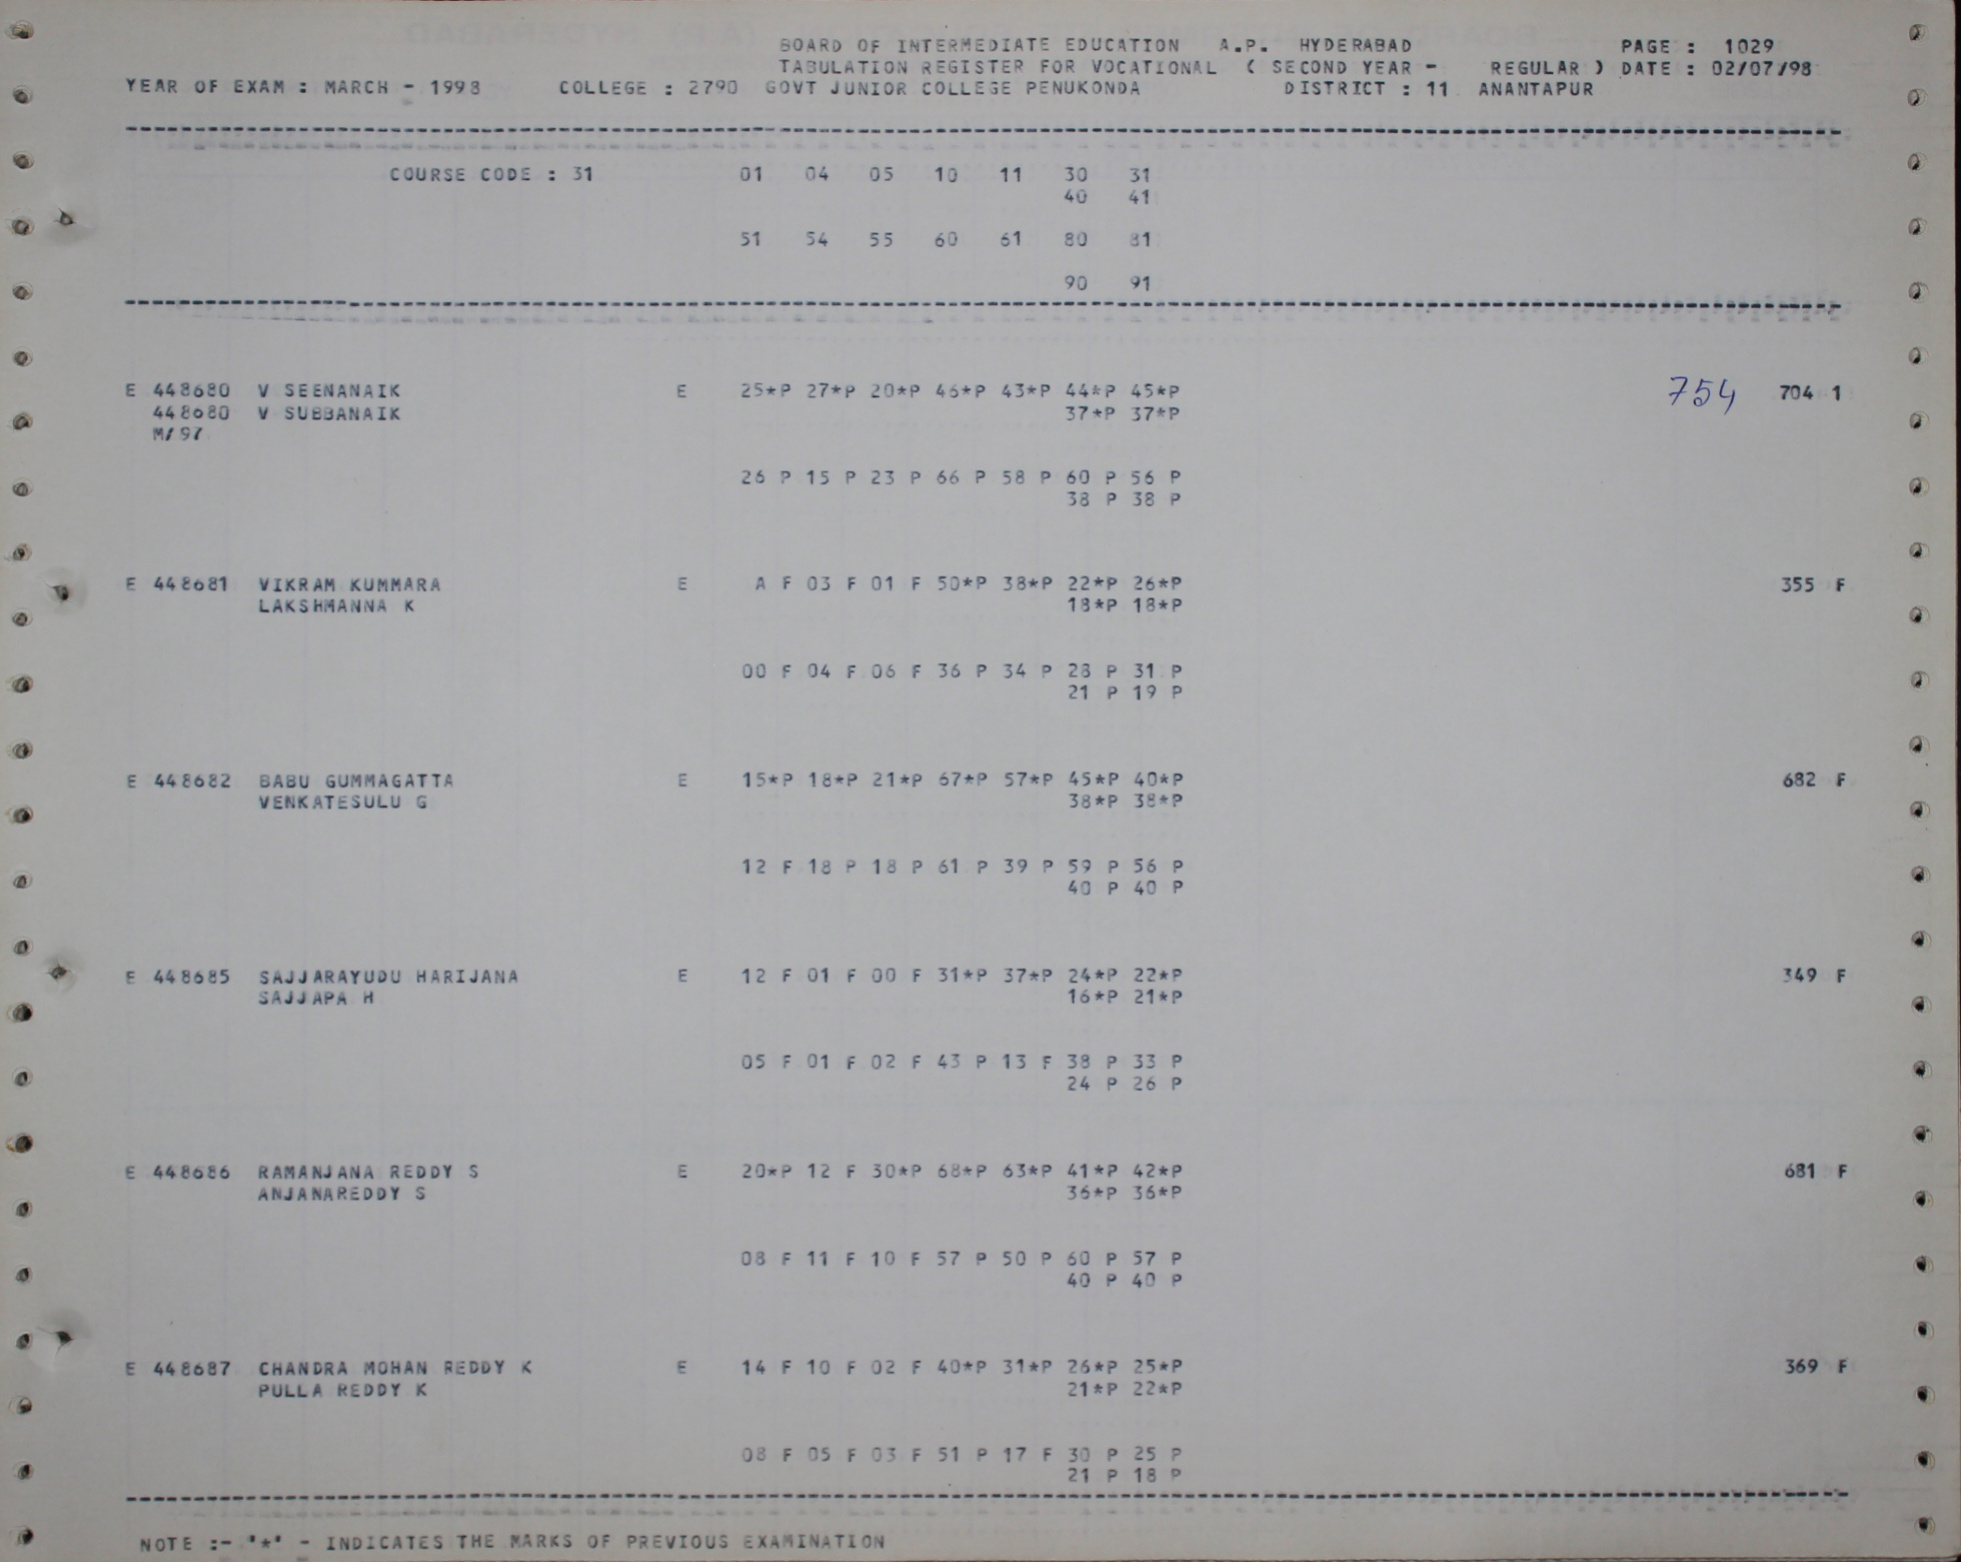 BOARD OF INTERMEDIATE EDUCATION A.P. HYDERABAD PAGE : 1029
TABULATION REGISTER FOR VOCATIONAL ( SECOND YEAR - REGULAR ) DATE : 02/07/98
YEAR OF EXAM : MARCH - 1998 COLLEGE : 2790 GOVT JUNIOR COLLEGE PENUKONDA DISTRICT : 11 ANANTAPUR
COURSE CODE : 31 01 04 05 10 11 30 31
40 41
51 54 55 60 61 80 81
90 91
E 448680 V SEENANAIK E 25*P 27*P 20*P 46*P 43*P 44*P 45*P 754 704 1
448680 V SUBBANAIK 37*P 37*P
M/97
26 P 15 P 23 P 66 P 58 P 60 P 56 P
38 P 38 P
E 448681 VIKRAM KUMMARA E A F 03 F 01 F 50*P 38*P 22*P 26*P 355 F
LAKSHMANNA K 18*P 18*P
00 F 04 F 06 F 36 P 34 P 28 P 31 P
21 P 19 P
E 448682 BABU GUMMAGATTA E 15*P 18*P 21*P 67*P 57*P 45*P 40*P 682 F
VENKATESULU G 38*P 38*P
12 F 18 P 18 P 61 P 39 P 59 P 56 P
40 P 40 P
E 448685 SAJJARAYUDU HARIJANA E 12 F 01 F 00 F 31*P 37*P 24*P 22*P 349 F
SAJJAPA H 16*P 21*P
05 F 01 F 02 F 43 P 13 F 38 P 33 P
24 P 26 P
E 448686 RAMANJANA REDDY S E 20*P 12 F 30*P 68*P 63*P 41*P 42*P 681 F
ANJANAREDDY S 36*P 36*P
08 F 11 F 10 F 57 P 50 P 60 P 57 P
40 P 40 P
E 448687 CHANDRA MOHAN REDDY K E 14 F 10 F 02 F 40*P 31*P 26*P 25*P 369 F
PULLA REDDY K 21*P 22*P
08 F 05 F 03 F 51 P 17 F 30 P 25 P
21 P 18 P
NOTE :- '*' - INDICATES THE MARKS OF PREVIOUS EXAMINATION